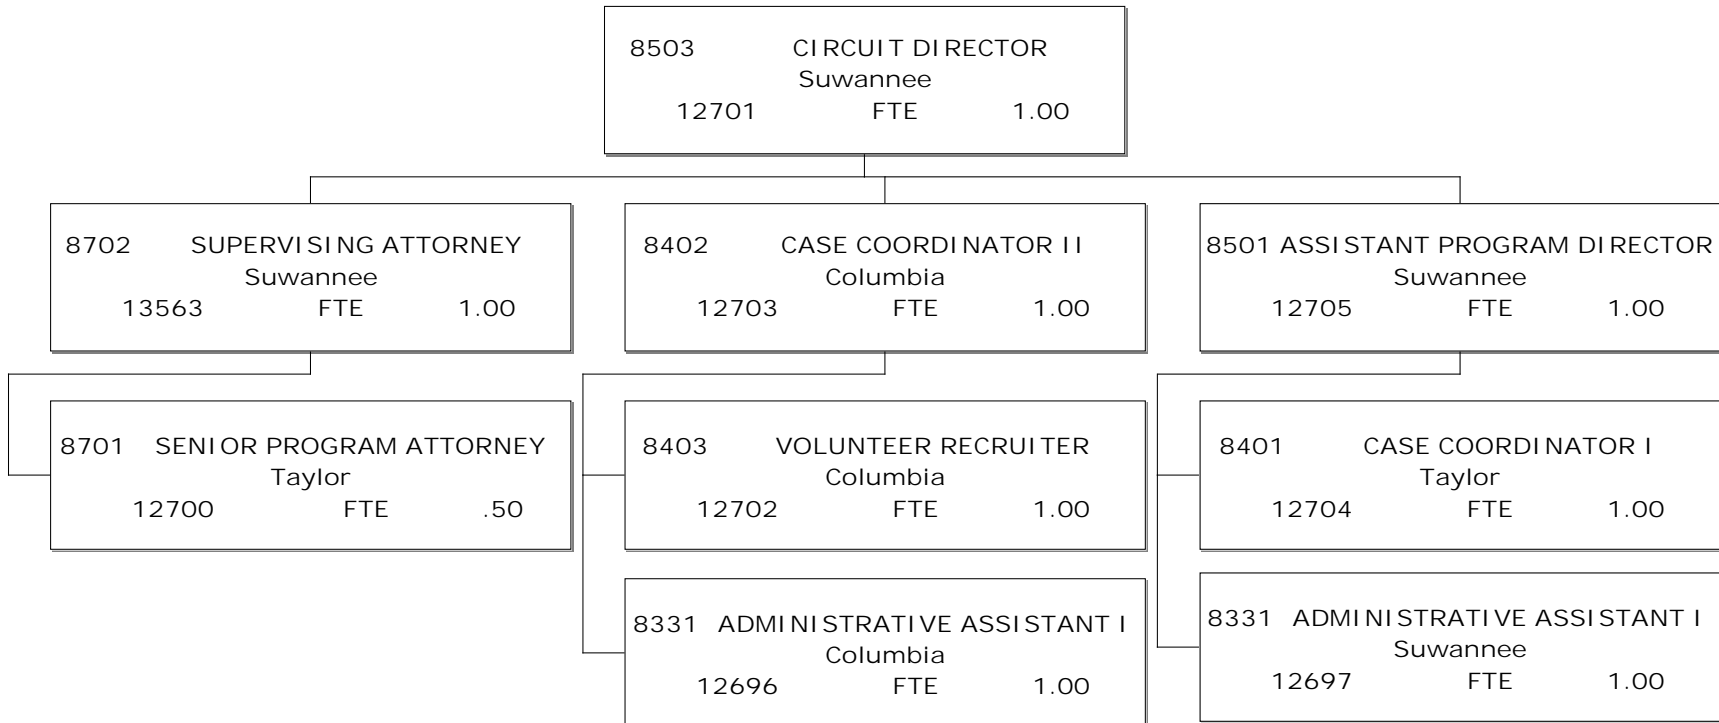 8503 CIRCUIT DIRECTOR
Suwannee
12701 FTE 1.00
8702 SUPERVISING ATTORNEY
Suwannee
13563 FTE 1.00
8402 CASE COORDINATOR II
Columbia
12703 FTE 1.00
8501 ASSISTANT PROGRAM DIRECTOR
Suwannee
12705 FTE 1.00
8701 SENIOR PROGRAM ATTORNEY
Taylor
12700 FTE .50
8403 VOLUNTEER RECRUITER
Columbia
12702 FTE 1.00
8401 CASE COORDINATOR I
Taylor
12704 FTE 1.00
8331 ADMINISTRATIVE ASSISTANT I
Columbia
12696 FTE 1.00
8331 ADMINISTRATIVE ASSISTANT I
Suwannee
12697 FTE 1.00